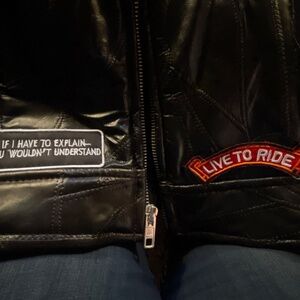 IF I HAVE TO EXPLAIN—
U WOULDN'T UNDERSTAND
LIVE TO RIDE